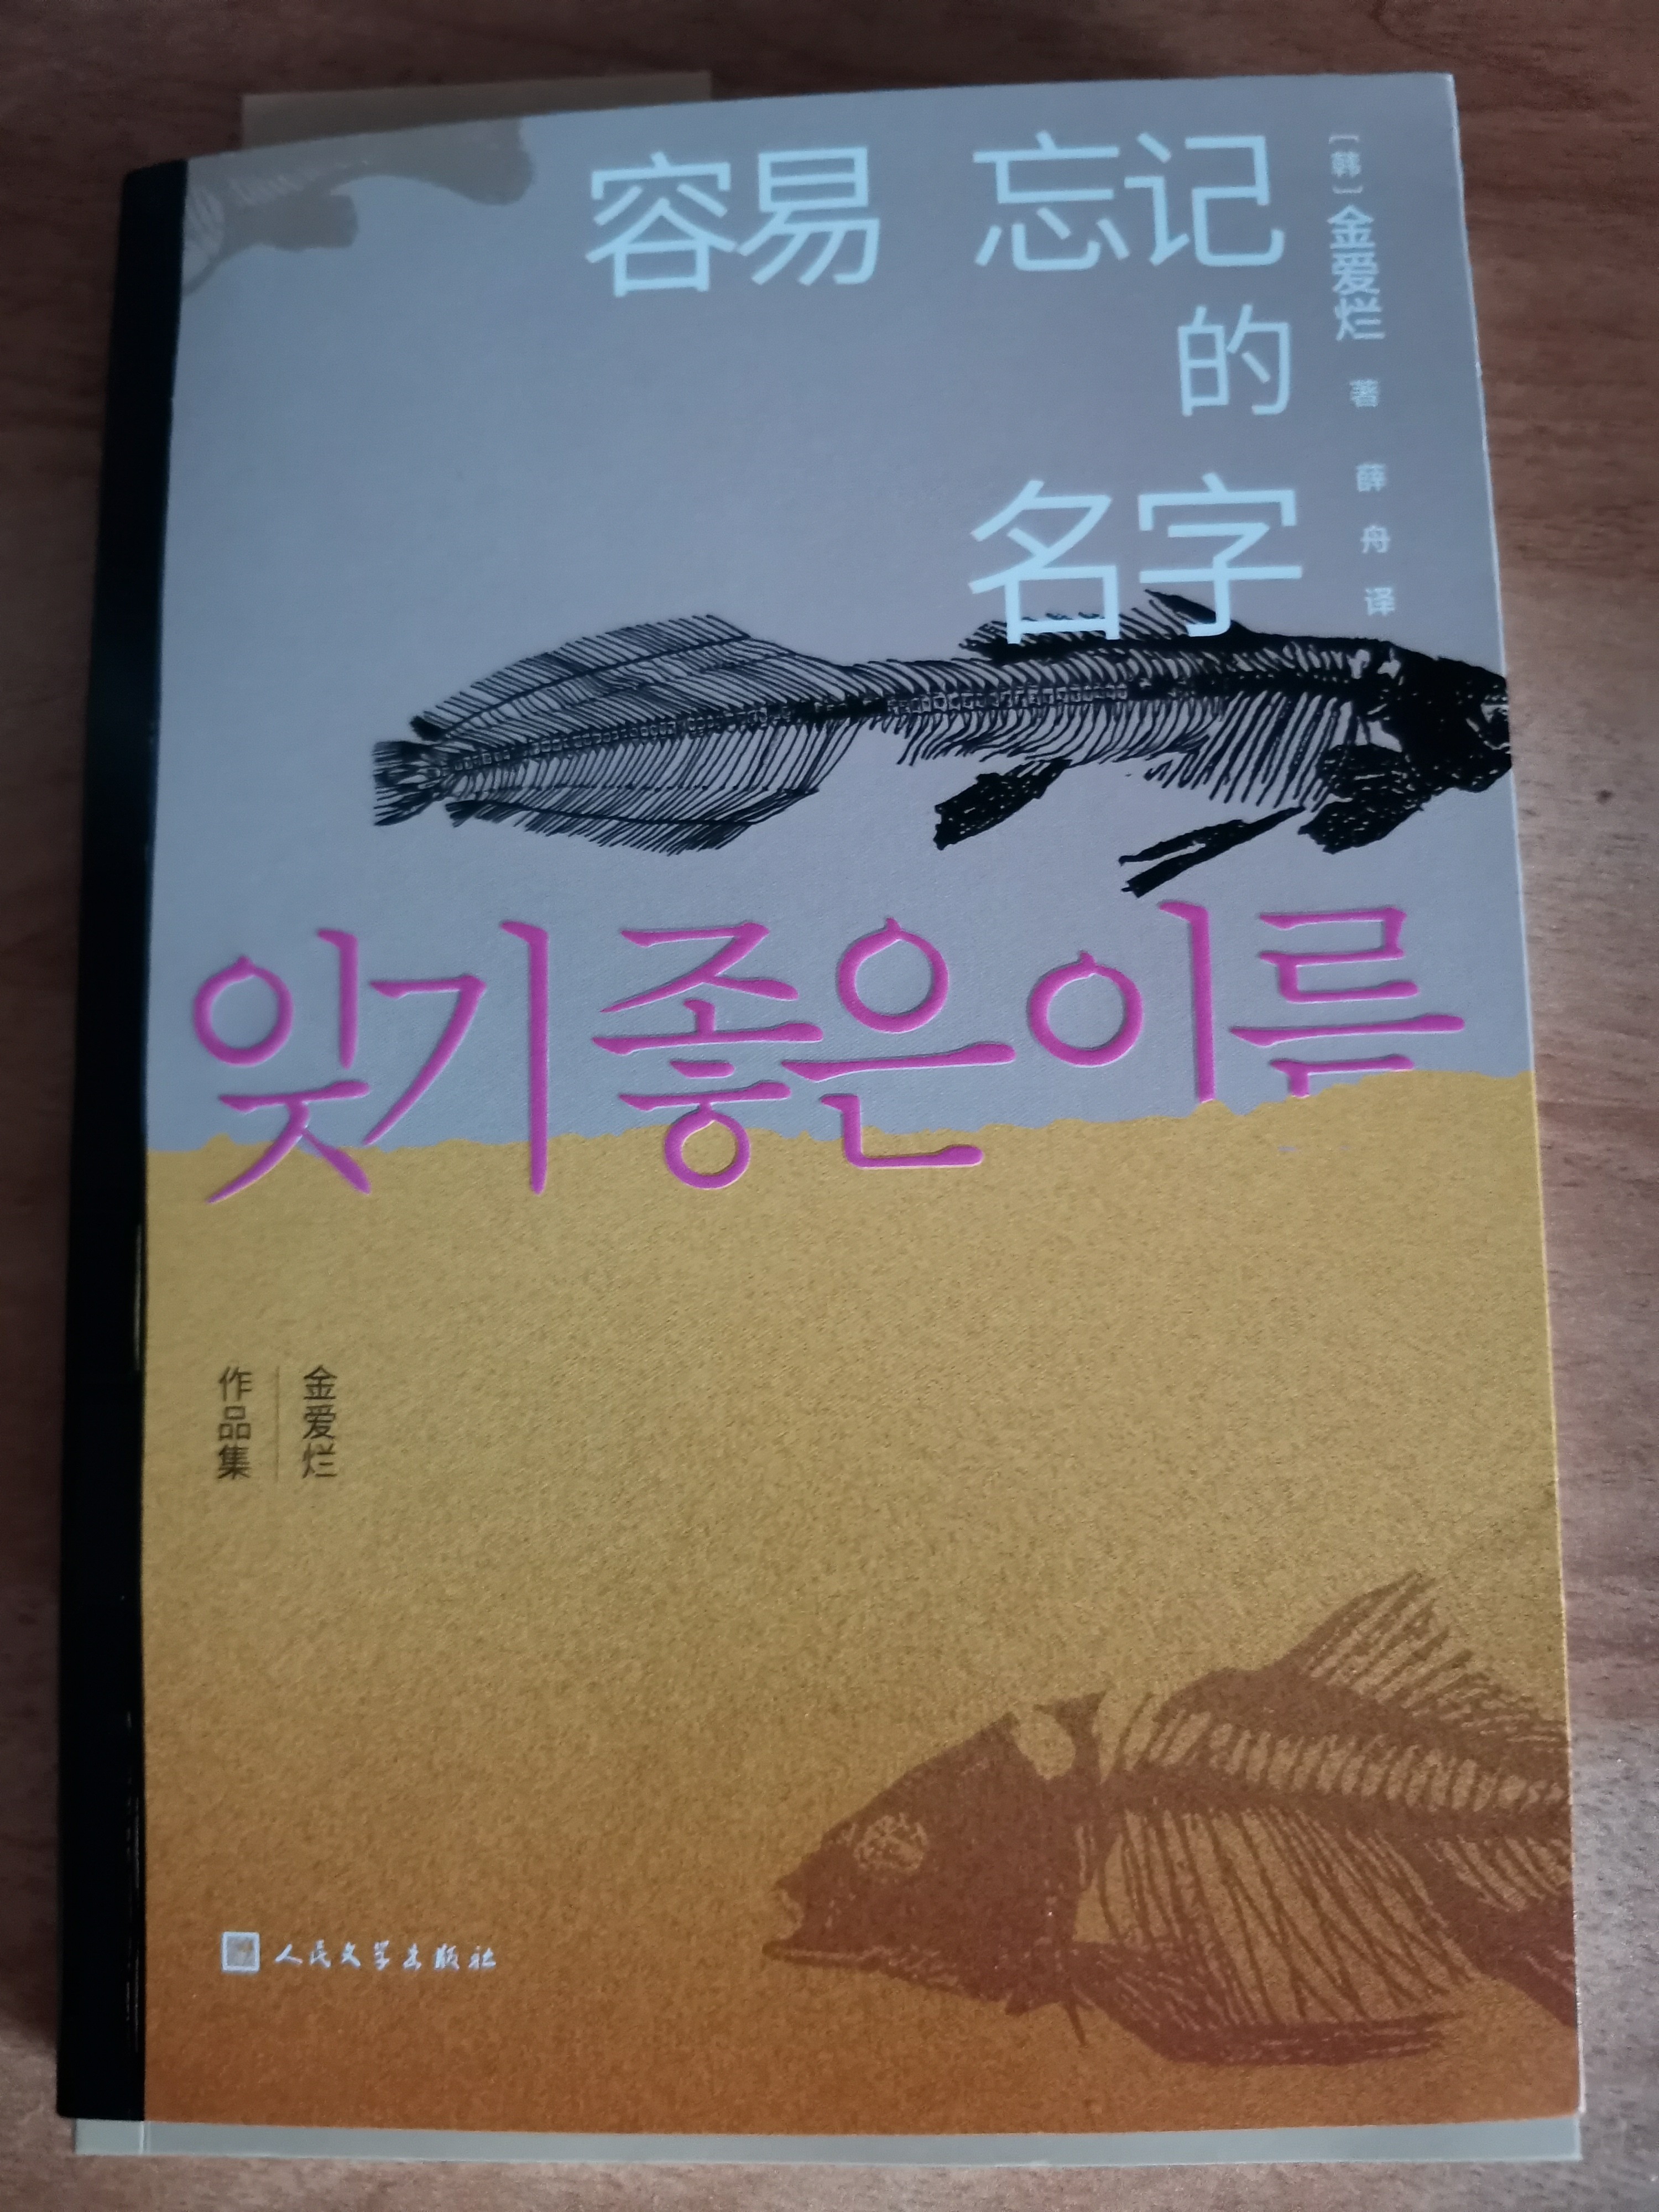 容易 忘记
的
名字
[韩]金爱烂 著 薛舟 译
잊기 좋은 이름
金爱烂
作品集
人民文学出版社